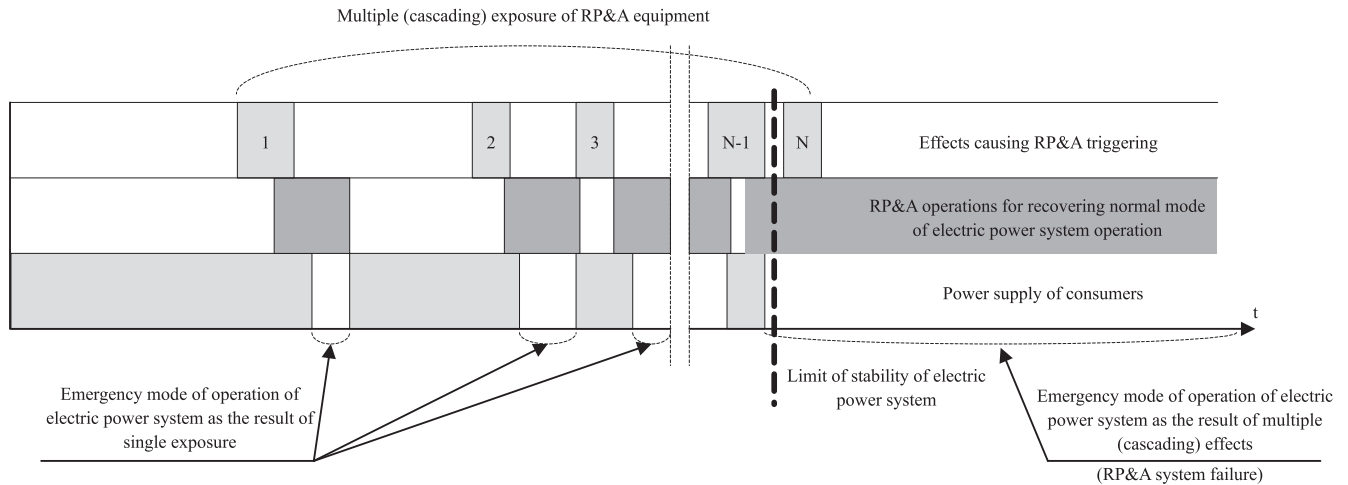 Multiple (cascading) exposure of RP&A equipment
1
2
3
N-1
N
Effects causing RP&A triggering
RP&A operations for recovering normal mode
of electric power system operation
Power supply of consumers
t
Emergency mode of operation of
electric power system as the result of
single exposure
Limit of stability of electric
power system
Emergency mode of operation of electric
power system as the result of multiple
(cascading) effects
(RP&A system failure)